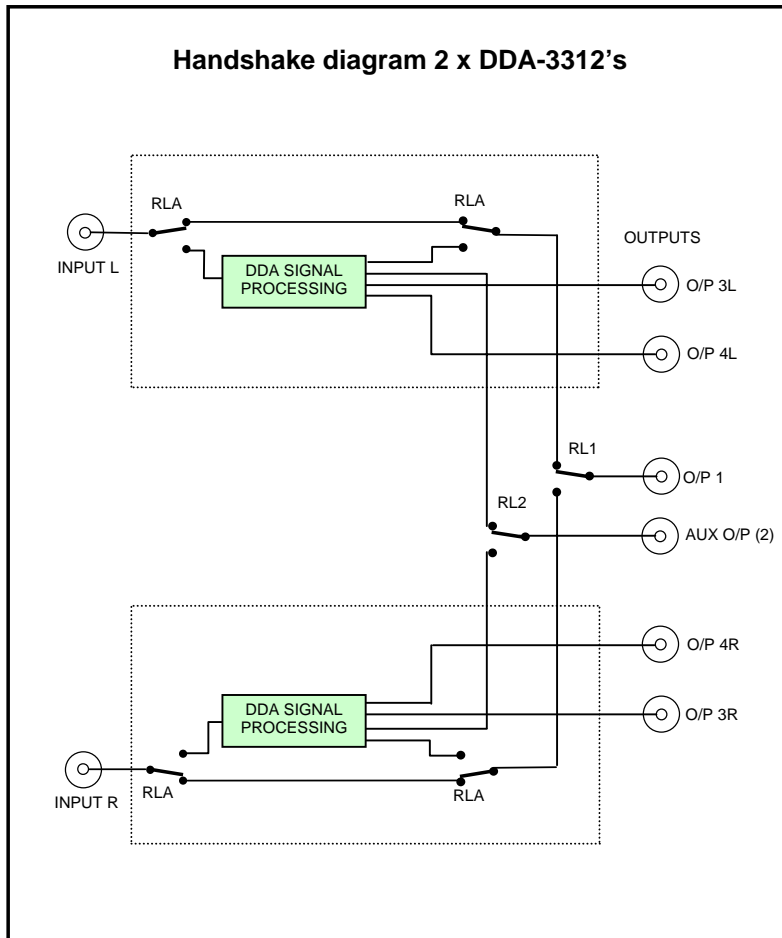 Handshake diagram 2 x DDA-3312’s
RLA
RLA
INPUT L
OUTPUTS
DDA SIGNAL
PROCESSING
O/P 3L
O/P 4L
RL1
O/P 1
RL2
AUX O/P (2)
O/P 4R
DDA SIGNAL
PROCESSING
O/P 3R
INPUT R
RLA
RLA